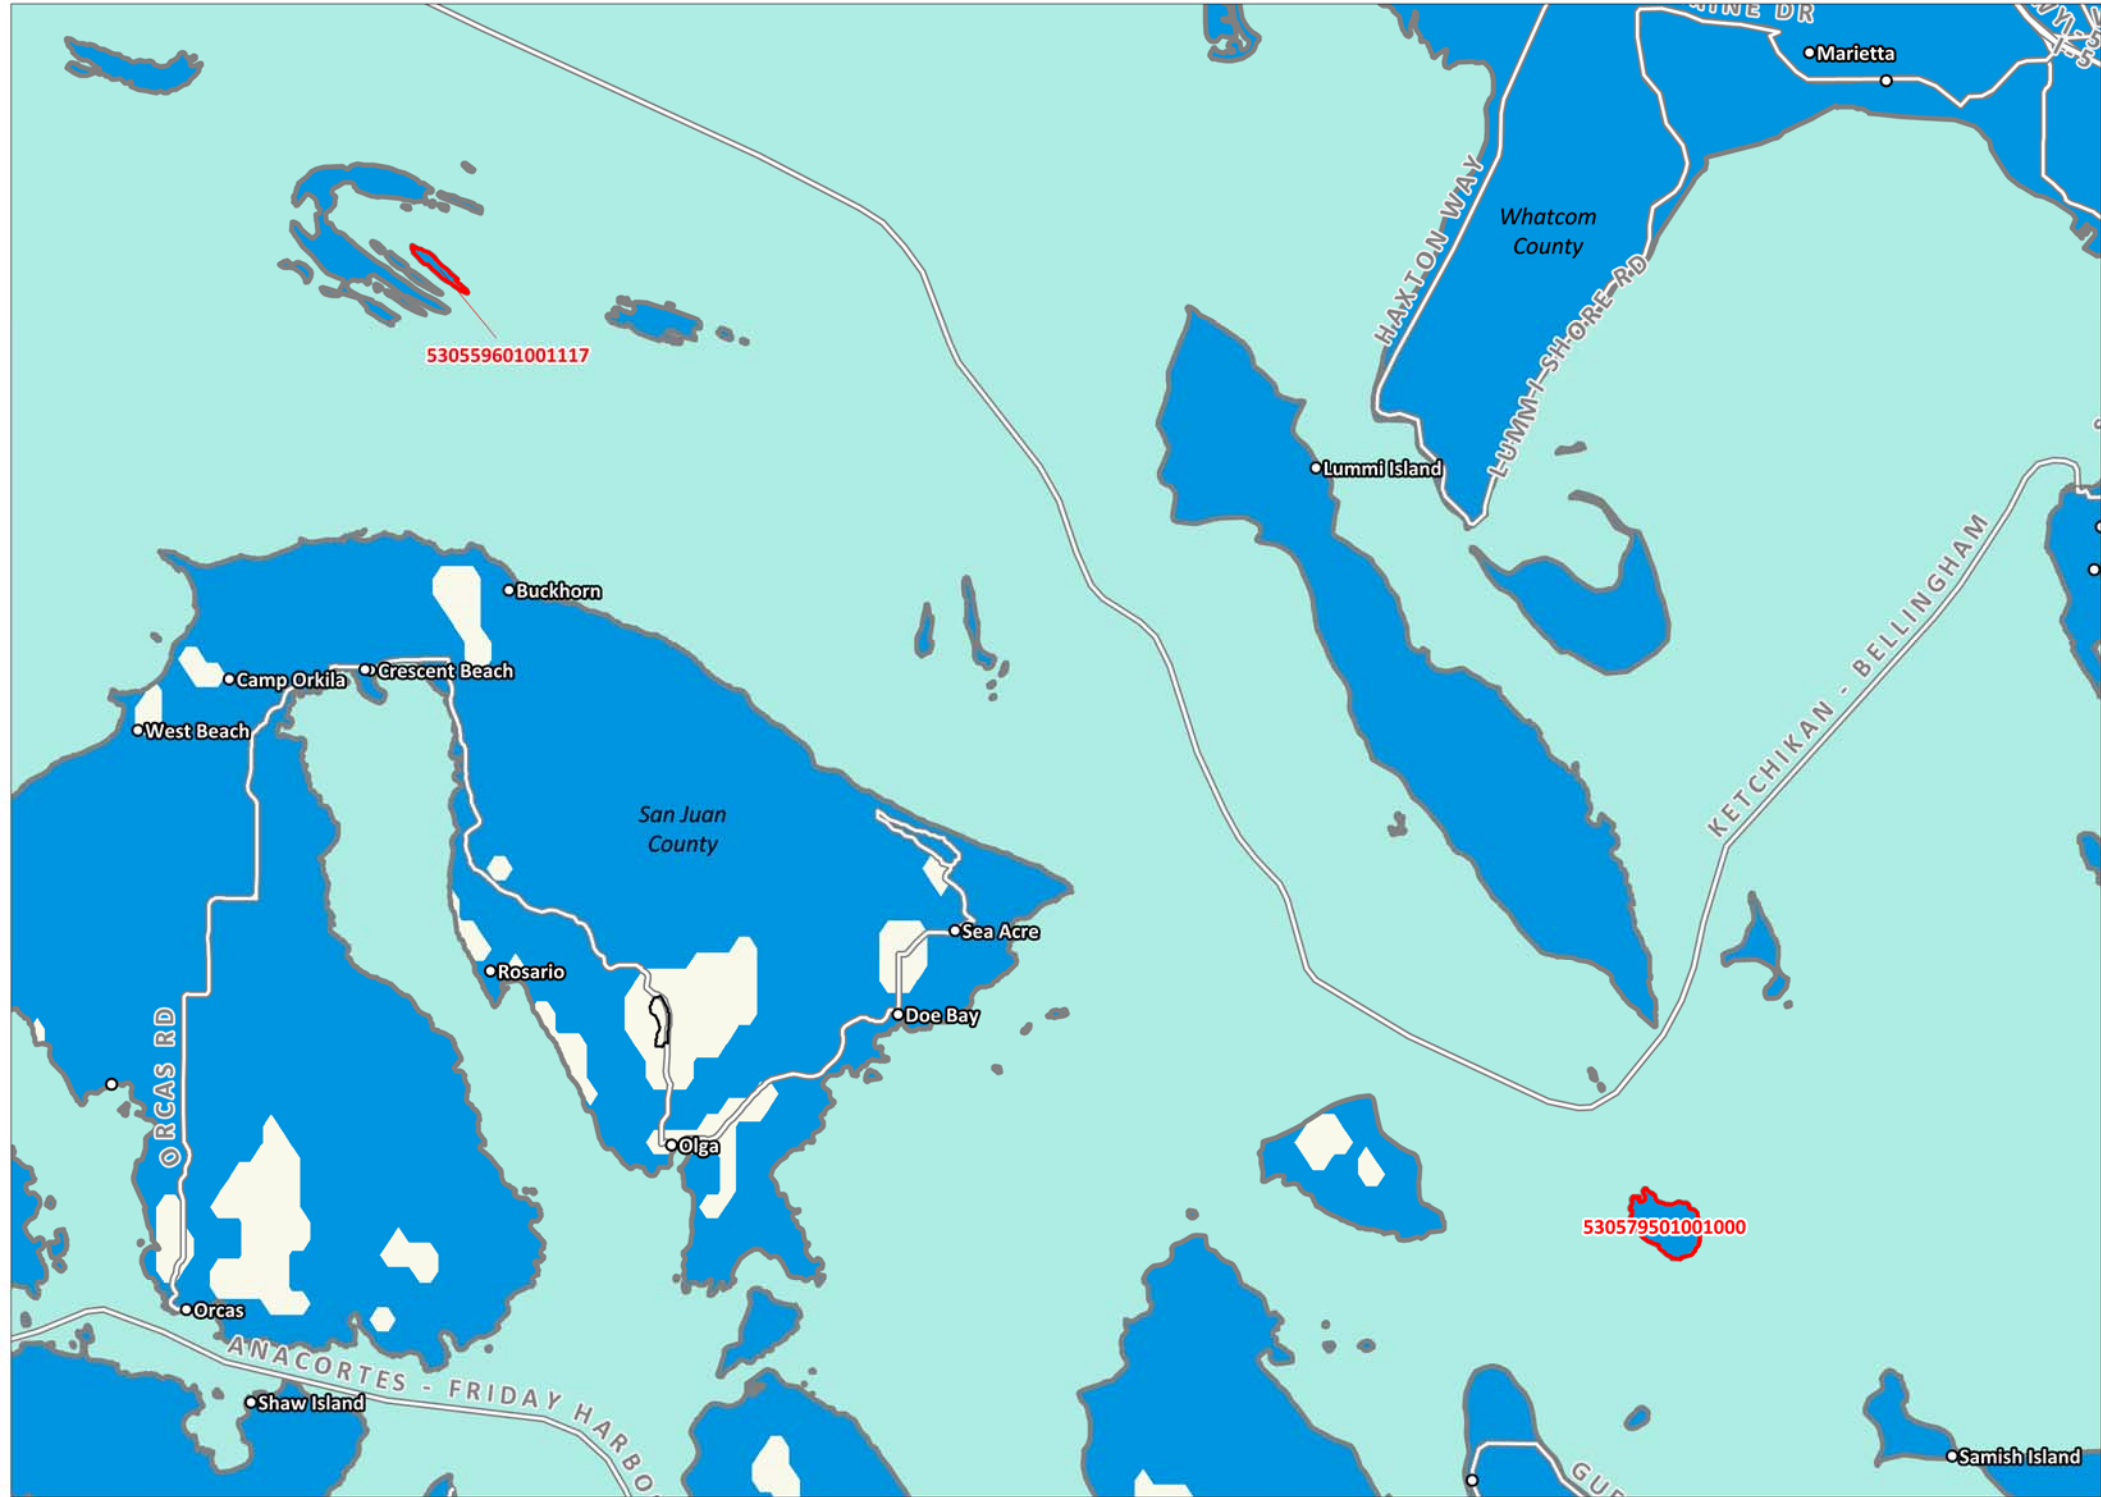 Marietta
I-5
HAXTON WAY
Whatcom
County
LUMMI SHORE RD
530559601001117
Lummi Island
KETCHIKAN - BELLINGHAM
Buckhorn
Crescent Beach
Camp Orkila
West Beach
San Juan
County
Sea Acre
Rosario
Doe Bay
ORCAS RD
Olga
530579501001000
Orcas
ANACORTES - FRIDAY HARBO
Shaw Island
Samish Island